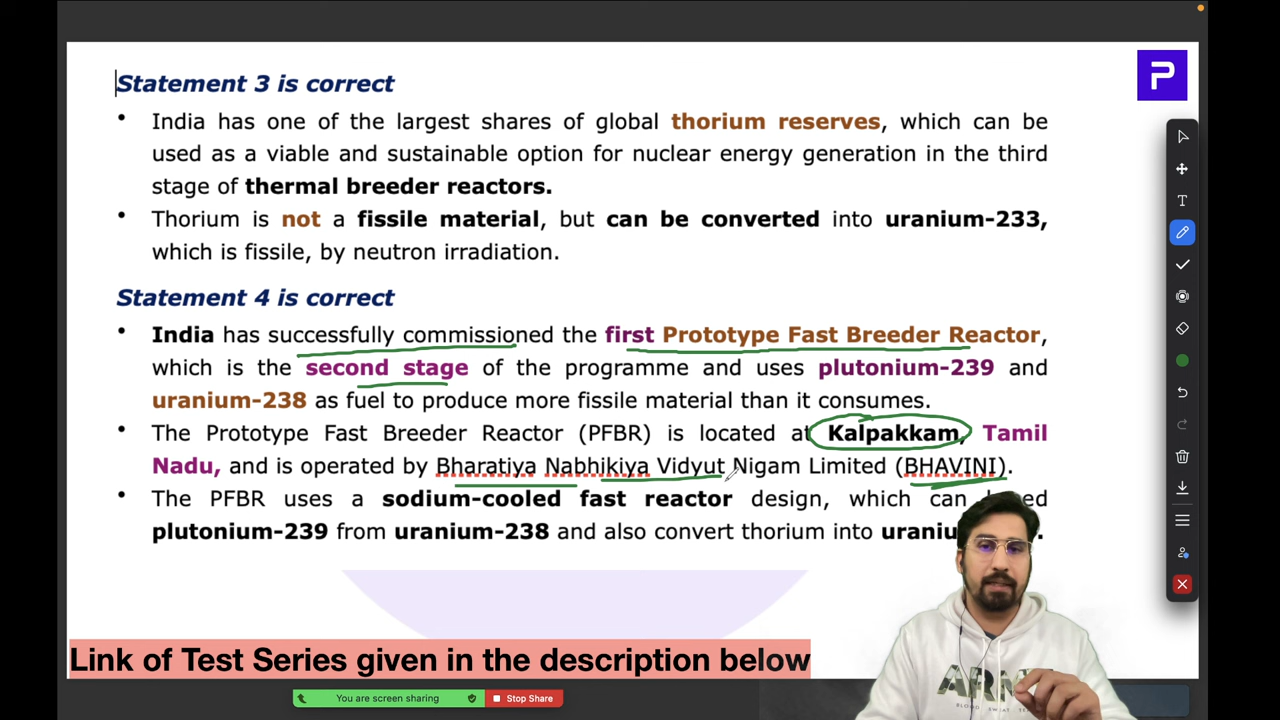 Statement 3 is correct
• India has one of the largest shares of global thorium reserves, which can be
used as a viable and sustainable option for nuclear energy generation in the third
stage of thermal breeder reactors.
• Thorium is not a fissile material, but can be converted into uranium-233,
which is fissile, by neutron irradiation.
Statement 4 is correct
• India has successfully commissioned the first Prototype Fast Breeder Reactor,
which is the second stage of the programme and uses plutonium-239 and
uranium-238 as fuel to produce more fissile material than it consumes.
• The Prototype Fast Breeder Reactor (PFBR) is located at Kalpakkam, Tamil
Nadu, and is operated by Bharatiya Nabhikiya Vidyut Nigam Limited (BHAVINI).
• The PFBR uses a sodium-cooled fast reactor design, which can
plutonium-239 from uranium-238 and also convert thorium into
Link of Test Series given in the description below
You are screen sharing Stop Share
P
T